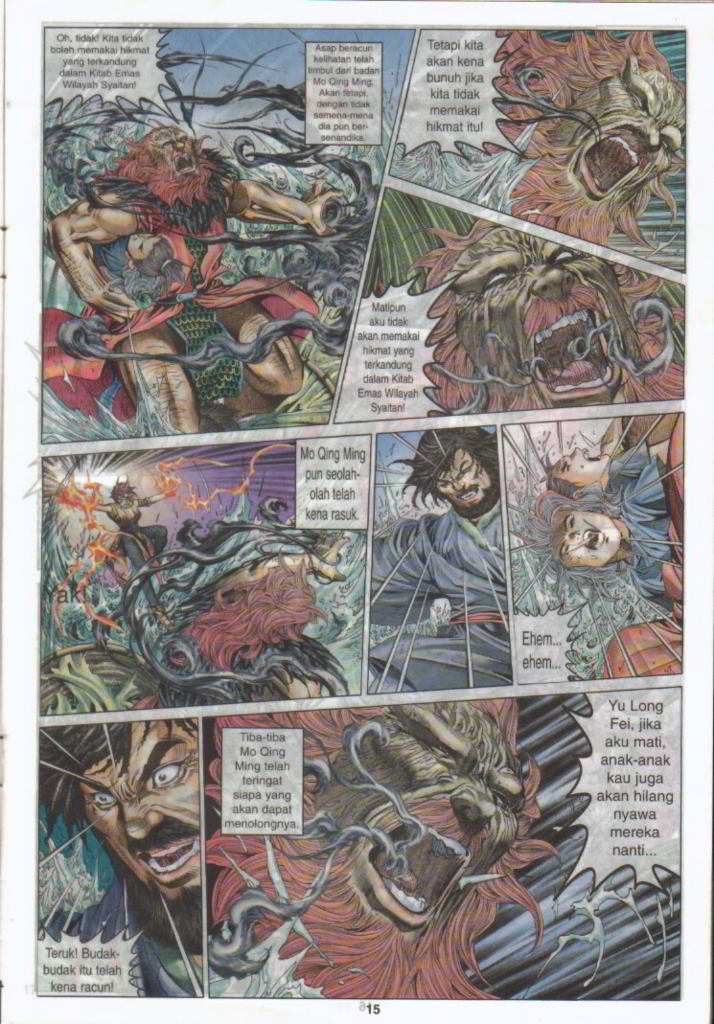 Oh, tidak! Kita tidak
boleh memakai hikmat
yang terkandung
dalam Kitab Emas
Wilayah Syaitan!
Asap beracun
kelihatan telah
timbul dari badan
Mo Qing Ming.
Akan tetapi,
dengan tidak
semena-mena
dia pun ber-
senandika.
Tetapi kita
akan kena
bunuh jika
kita tidak
memakai
hikmat itu!
Matipun
aku tidak
akan memakai
hikmat yang
terkandung
dalam Kitab
Emas Wilayah
Syaitan!
Mo Qing Ming
pun seolah-
olah telah
kena rasuk.
Yak!
Ehem...
ehem...
Teruk! Budak-
budak itu telah
kena racun!
Tiba-tiba
Mo Qing
Ming telah
teringat
siapa yang
akan dapat
menolongnya.
Yu Long
Fei, jika
aku mati,
anak-anak
kau juga
akan hilang
nyawa
mereka
nanti...
15